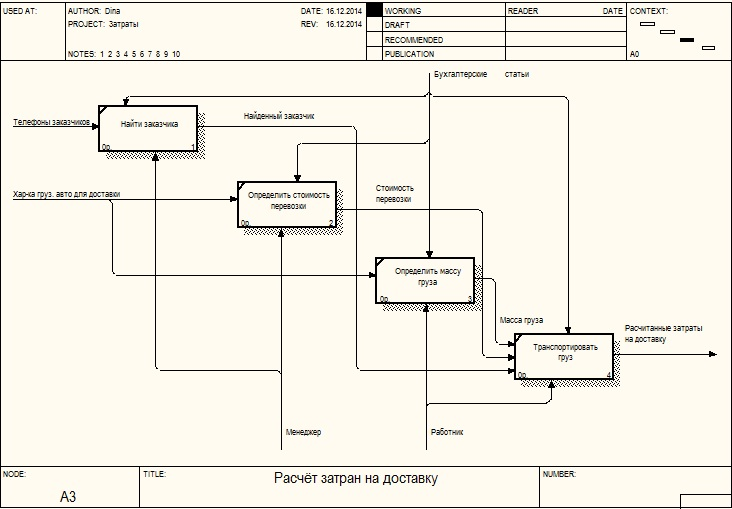 USED AT:
AUTHOR: Dina
DATE: 16.12.2014
WORKING
READER
DATE
CONTEXT:
PROJECT: Затраты
REV: 16.12.2014
DRAFT
RECOMMENDED
NOTES: 1 2 3 4 5 6 7 8 9 10
PUBLICATION
A0
Бухгалтерские статьи
Телефоны заказчиков
Найти заказчика
0р.
1
Найденный заказчик
Хар-ка груз. авто для доставки
Определить стоимость
перевозки
0р.
2
Стоимость
перевозки
Определить массу
груза
0р.
3
Масса груза
Транспортировать
груз
0р.
4
Расчитанные затраты
на доставку
Менеджер
Работник
NODE:
TITLE:
NUMBER:
A3
Расчёт затран на доставку